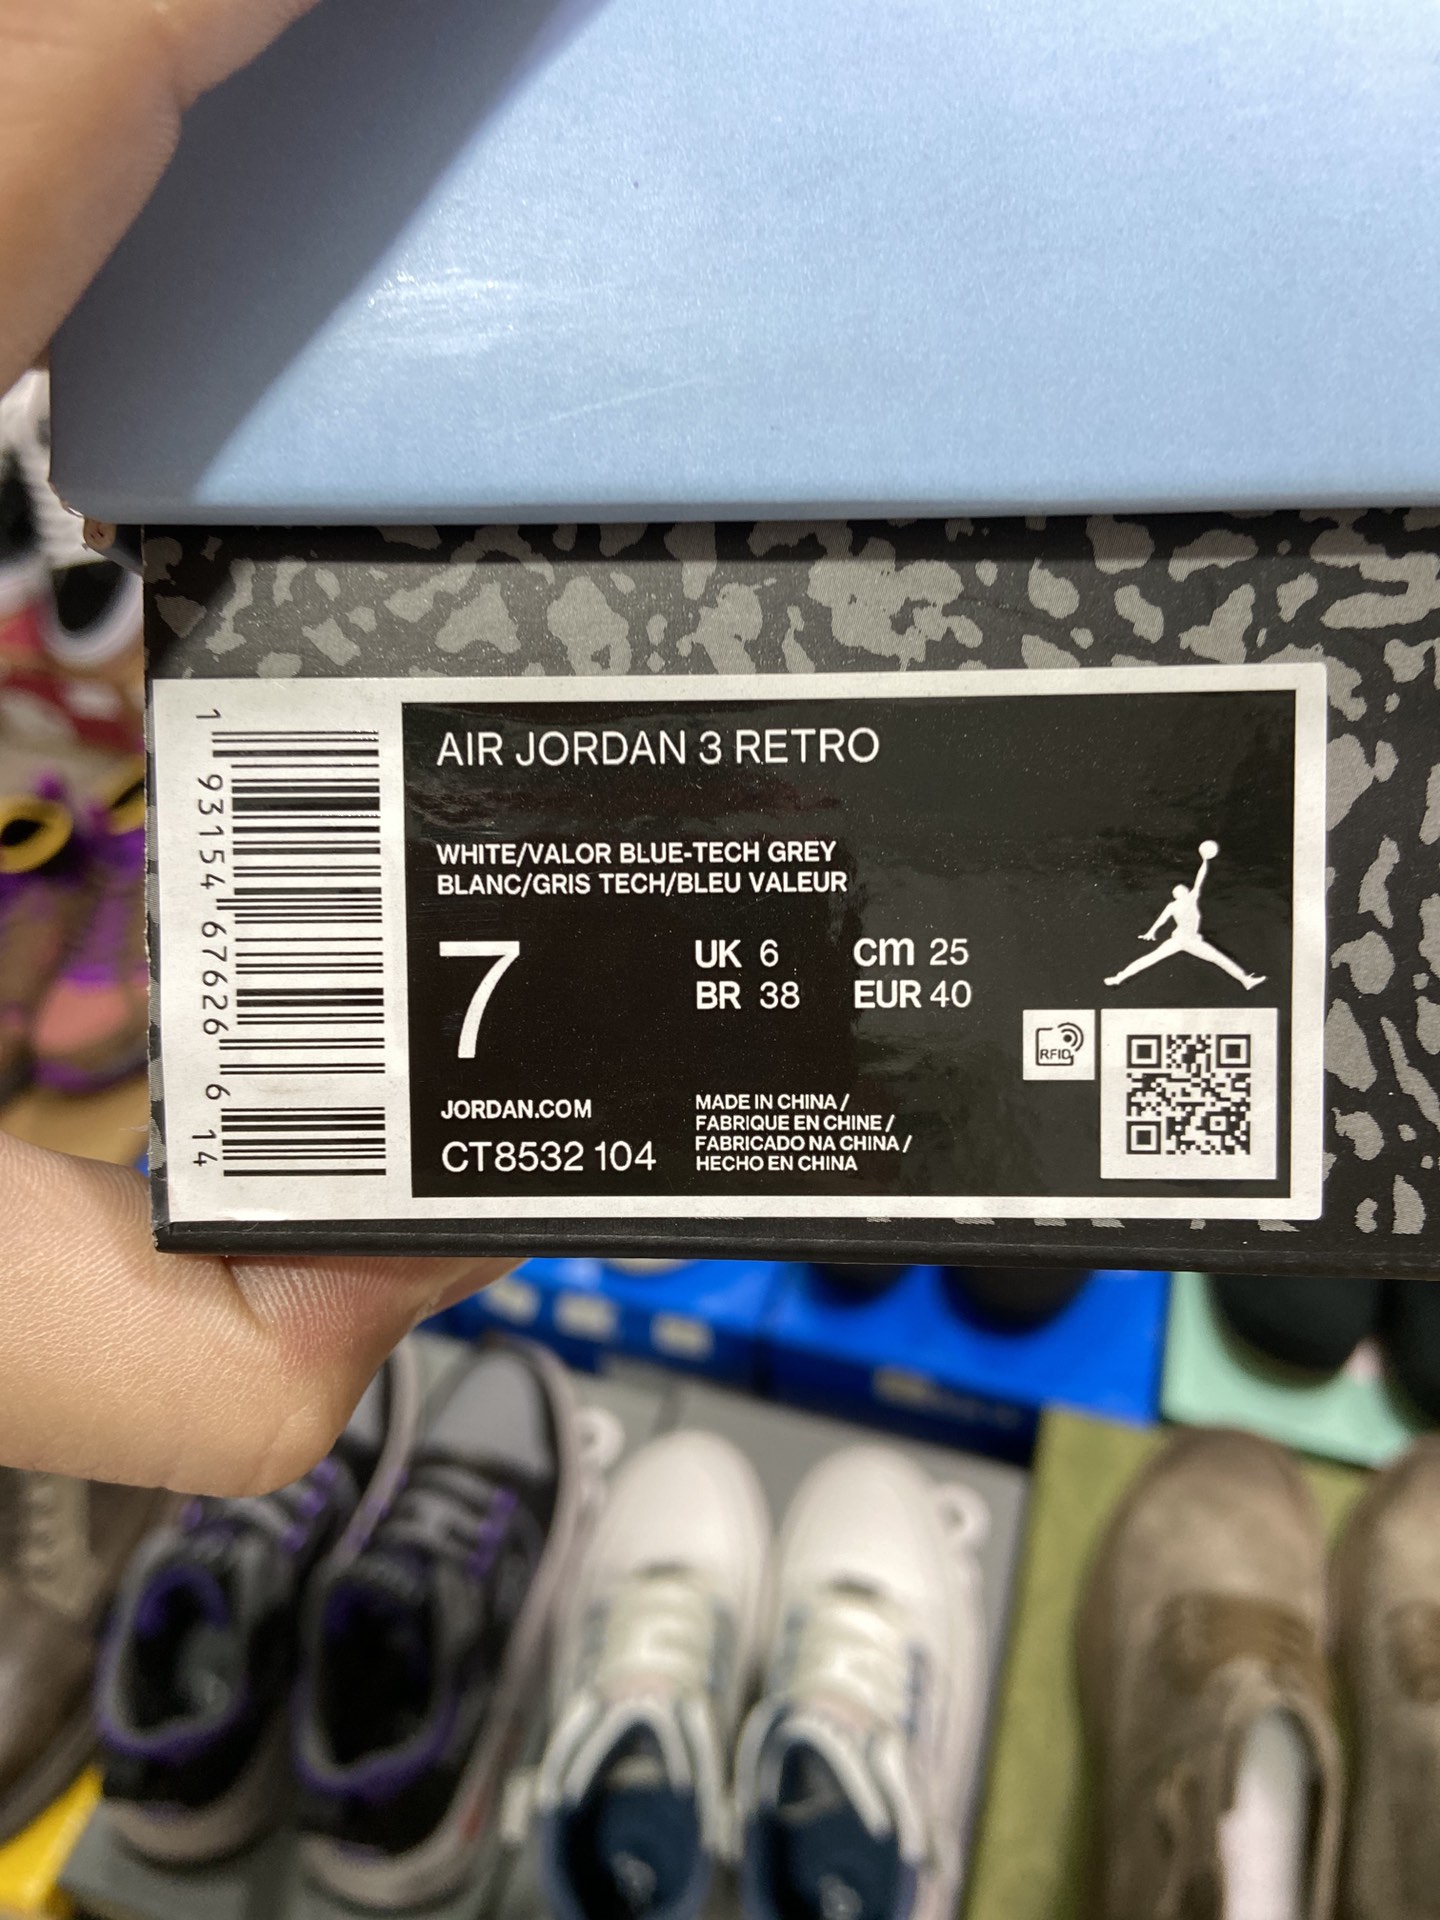 AIR JORDAN 3 RETRO
WHITE/VALOR BLUE-TECH GREY
BLANC/GRIS TECH/BLEU VALEUR
7
UK 6 cm 25
BR 38 EUR 40
RFID
JORDAN.COM
CT8532 104
MADE IN CHINA /
FABRIQUE EN CHINE /
FABRICADO NA CHINA /
HECHO EN CHINA
1 93154 67626 6 14